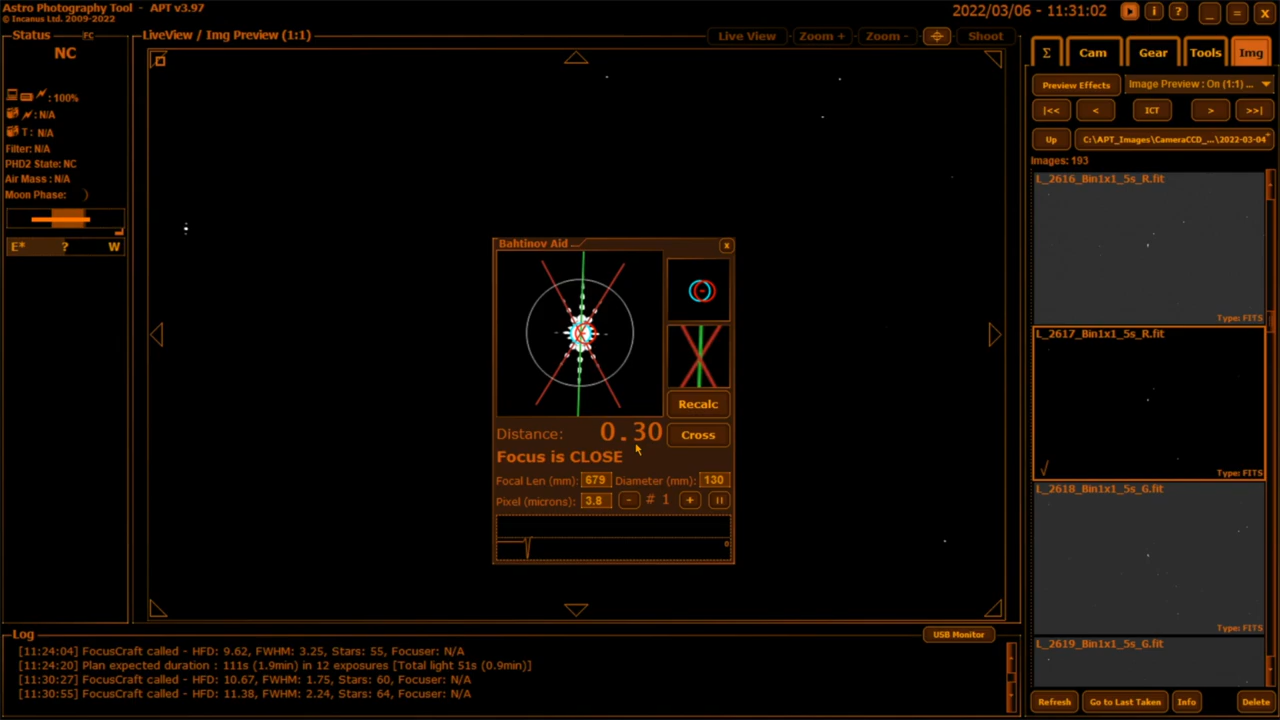 Astro Photography Tool - APT v3.97
© Incanus Ltd. 2009-2022
2022/03/06 - 11:31:02
i
?
_
=
X
Status
FC
NC
: 100%
: N/A
T : N/A
Filter: N/A
PHD2 State: NC
Air Mass : N/A
Moon Phase: )
E* ? W
LiveView / Img Preview (1:1)
Live View
Zoom +
Zoom -
Shoot
Bahtinov Aid
x
Recalc
Distance: 0.30
Cross
Focus is CLOSE
Focal Len (mm): 679 Diameter (mm): 130
Pixel (microns): 3.8 - # 1 + II
0
Σ
Cam
Gear
Tools
Img
Preview Effects
Image Preview : On (1:1) ...
|<<
<
ICT
>
>>|
Up
C:\APT_Images\CameraCCD_...\2022-03-04"
Images: 193
L_2616_Bin1x1_5s_R.fit
Type: FITS
L_2617_Bin1x1_5s_R.fit
√
Type: FITS
L_2618_Bin1x1_5s_G.fit
Type: FITS
L_2619_Bin1x1_5s_G.fit
Refresh
Go to Last Taken
Info
Delete
Log
USB Monitor
[11:24:04] FocusCraft called - HFD: 9.62, FWHM: 3.25, Stars: 55, Focuser: N/A
[11:24:20] Plan expected duration : 111s (1.9min) in 12 exposures [Total light 51s (0.9min)]
[11:30:27] FocusCraft called - HFD: 10.67, FWHM: 1.75, Stars: 60, Focuser: N/A
[11:30:55] FocusCraft called - HFD: 11.38, FWHM: 2.24, Stars: 64, Focuser: N/A